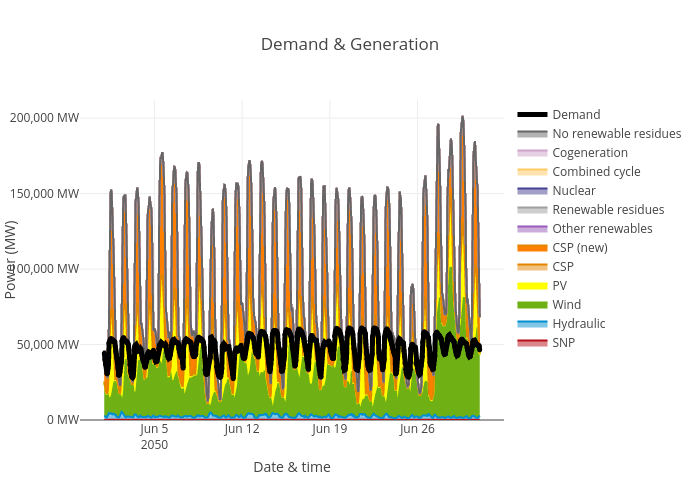 Demand & Generation
200,000 MW
150,000 MW
100,000 MW
50,000 MW
0 MW
Power (MW)
Jun 5
2050
Jun 12
Jun 19
Jun 26
Date & time
Demand
No renewable residues
Cogeneration
Combined cycle
Nuclear
Renewable residues
Other renewables
CSP (new)
CSP
PV
Wind
Hydraulic
SNP